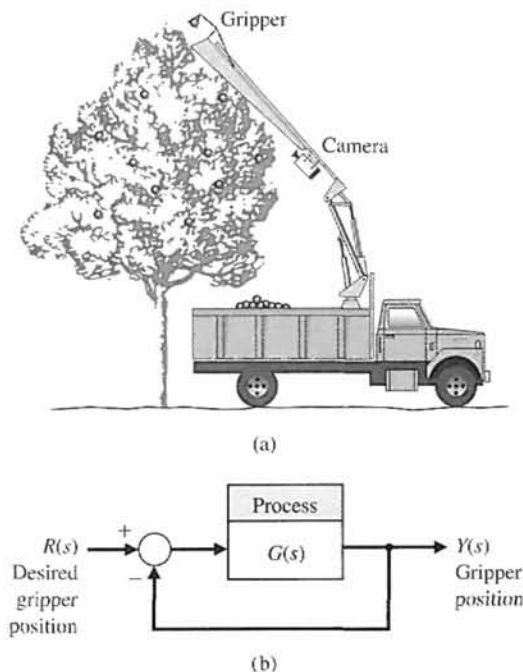 Gripper
Camera
(a)
Process
R(s)
+
G(s)
Y(s)
Desired
gripper
position
−
Gripper
position
(b)